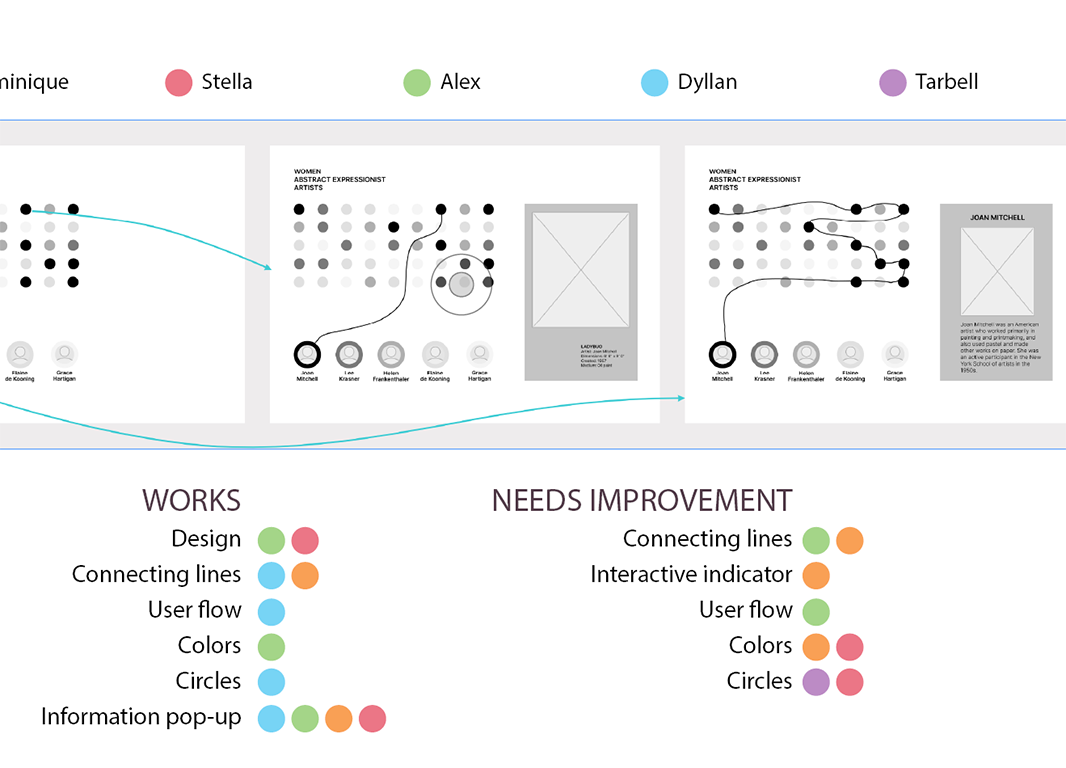 minique
Stella
Alex
Dyllan
Tarbell
WOMEN
ABSTRACT EXPRESSIONIST
ARTISTS
WOMEN
ABSTRACT EXPRESSIONIST
ARTISTS
JOAN MITCHELL
Joan Mitchell was an American
artist who worked primarily in
painting and printmaking, and
also used pastel and made
other works on paper. She was
an active participant in the New
York School of artists in the
1950s.
LADYBUG
Artist: Joan Mitchell
Created: 1957
Medium: Oil paint
Elaine
de Kooning
Grace
Hartigan
Joan
Mitchell
Lee
Krasner
Helen
Frankenthaler
Elaine
de Kooning
Grace
Hartigan
Joan
Mitchell
Lee
Krasner
Helen
Frankenthaler
Elaine
de Kooning
Grace
Hartigan
WORKS
Design
Connecting lines
User flow
Colors
Circles
Information pop-up
NEEDS IMPROVEMENT
Connecting lines
Interactive indicator
User flow
Colors
Circles